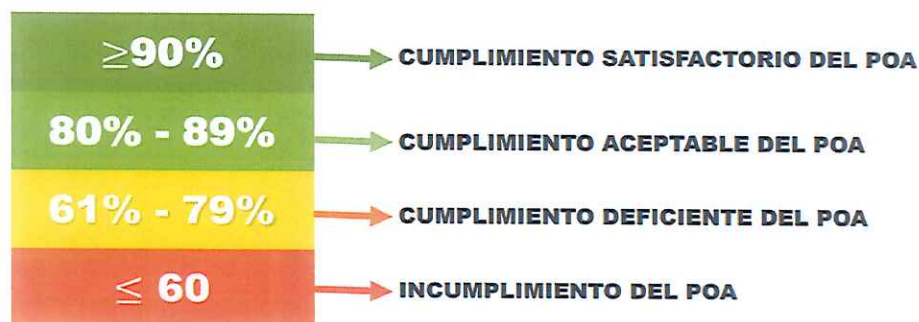 ≥90% CUMPLIMIENTO SATISFACTORIO DEL POA
80% - 89% CUMPLIMIENTO ACEPTABLE DEL POA
61% - 79% CUMPLIMIENTO DEFICIENTE DEL POA
≤ 60 INCUMPLIMIENTO DEL POA